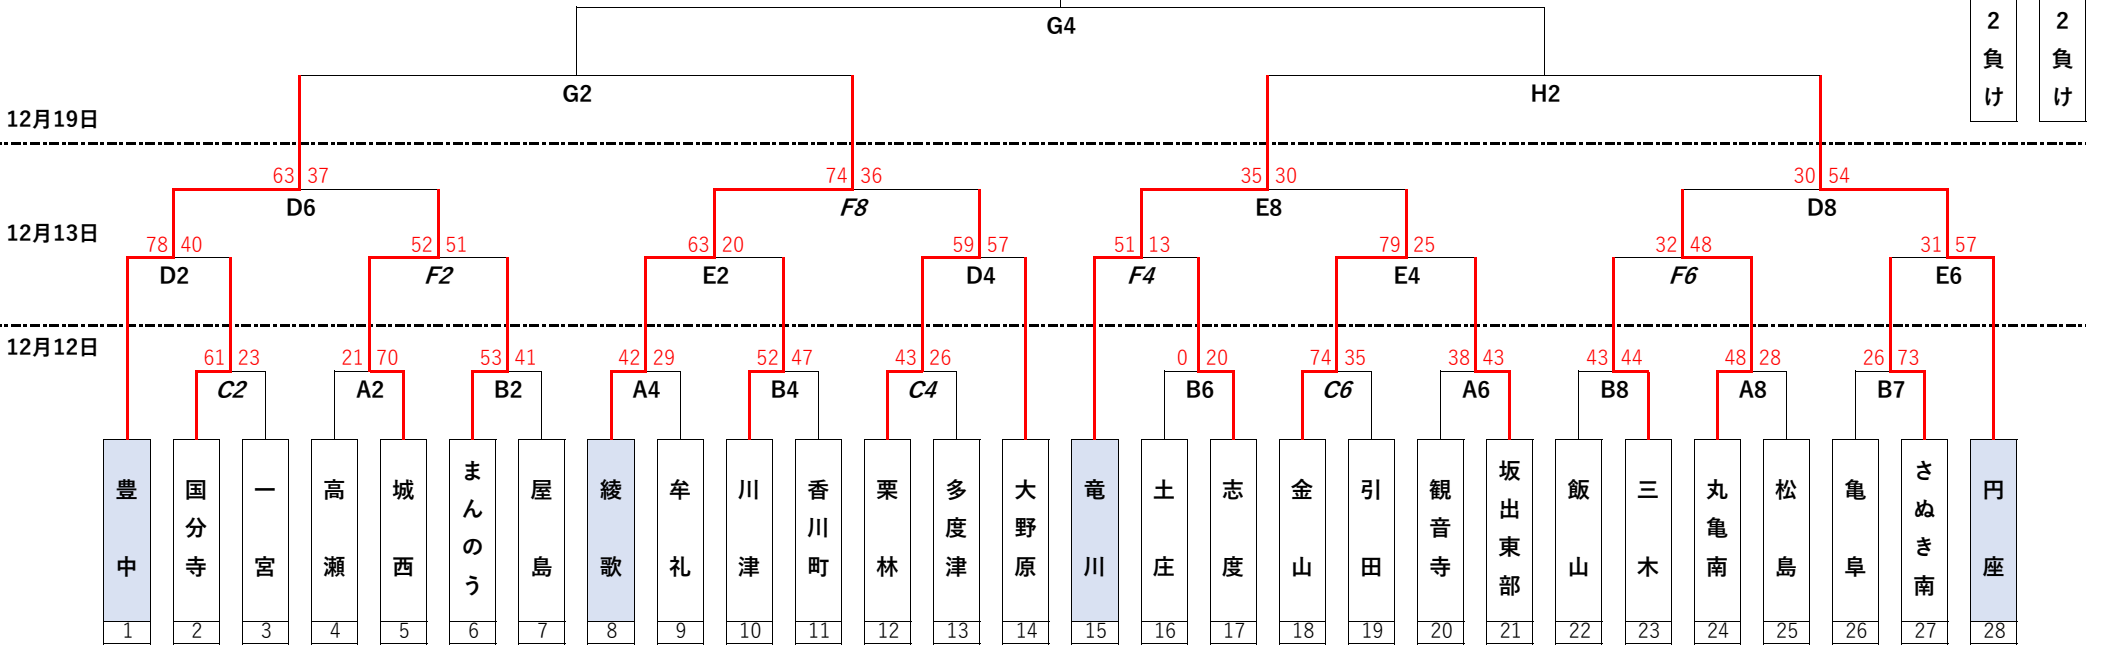 G4
2負け
2負け
G2
H2
12月19日
63 37
74 36
35 30
30 54
D6
F8
E8
D8
12月13日
78 40
52 51
63 20
59 57
51 13
79 25
32 48
31 57
D2
F2
E2
D4
F4
E4
F6
E6
12月12日
61 23
21 70
53 41
42 29
52 47
43 26
0 20
74 35
38 43
43 44
48 28
26 73
C2
A2
B2
A4
B4
C4
B6
C6
A6
B8
A8
B7
豊中
国分寺
一宮
高瀬
城西
まんのう
屋島
綾歌
牟礼
川津
香川町
栗林
多度津
大野原
竜川
土庄
志度
金山
引田
観音寺
坂出東部
飯山
三木
丸亀南
松島
亀阜
さぬき南
円座
1
2
3
4
5
6
7
8
9
10
11
12
13
14
15
16
17
18
19
20
21
22
23
24
25
26
27
28